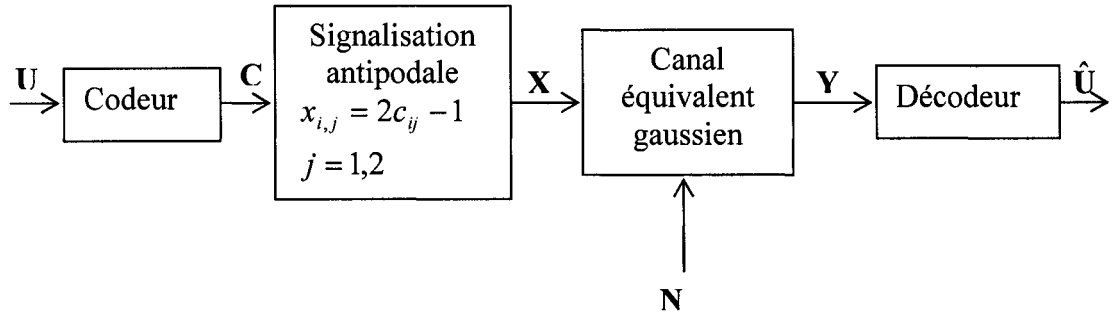 U
Codeur
C
Signalisation
antipodale
x_{i,j} = 2c_{ij} − 1
j = 1,2
X
Canal
équivalent
gaussien
Y
Décodeur
Û
N